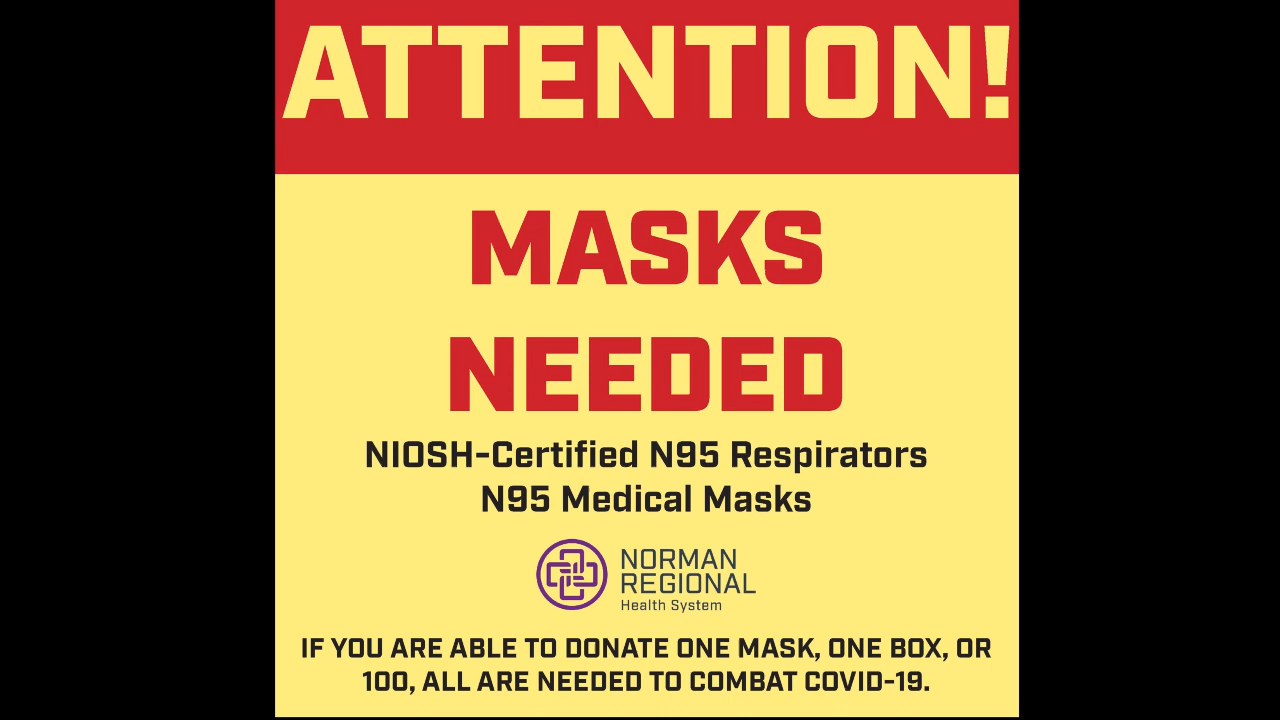 ATTENTION!
MASKS
NEEDED
NIOSH-Certified N95 Respirators
N95 Medical Masks
NORMAN
REGIONAL
Health System
IF YOU ARE ABLE TO DONATE ONE MASK, ONE BOX, OR
100, ALL ARE NEEDED TO COMBAT COVID-19.